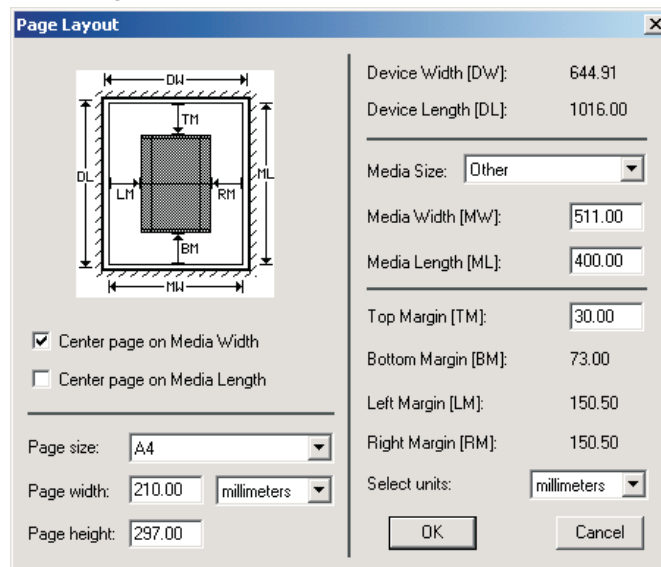 Page Layout
DW
TM
DL
ML
LM
RM
BM
MW
Center page on Media Width
Center page on Media Length
Page size: A4
Page width: 210.00 millimeters
Page height: 297.00
Device Width [DW]: 644.91
Device Length [DL]: 1016.00
Media Size: Other
Media Width [MW]: 511.00
Media Length [ML]: 400.00
Top Margin [TM]: 30.00
Bottom Margin [BM]: 73.00
Left Margin [LM]: 150.50
Right Margin [RM]: 150.50
Select units: millimeters
OK
Cancel